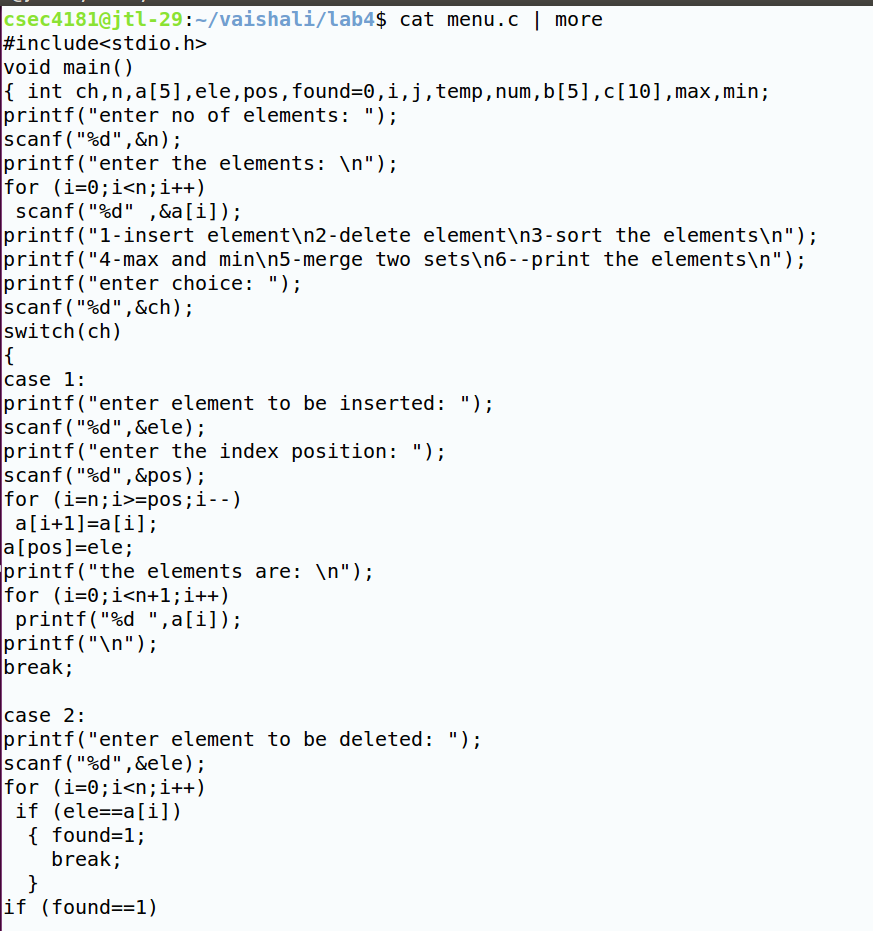 csec4181@jtl-29:~/vaishali/lab4$ cat menu.c | more
#include<stdio.h>
void main()
{ int ch,n,a[5],ele,pos,found=0,i,j,temp,num,b[5],c[10],max,min;
printf("enter no of elements: ");
scanf("%d",&n);
printf("enter the elements: \n");
for (i=0;i<n;i++)
 scanf("%d" ,&a[i]);
printf("1-insert element\n2-delete element\n3-sort the elements\n");
printf("4-max and min\n5-merge two sets\n6--print the elements\n");
printf("enter choice: ");
scanf("%d",&ch);
switch(ch)
{
case 1:
printf("enter element to be inserted: ");
scanf("%d",&ele);
printf("enter the index position: ");
scanf("%d",&pos);
for (i=n;i>=pos;i--)
 a[i+1]=a[i];
a[pos]=ele;
printf("the elements are: \n");
for (i=0;i<n+1;i++)
 printf("%d ",a[i]);
printf("\n");
break;

case 2:
printf("enter element to be deleted: ");
scanf("%d",&ele);
for (i=0;i<n;i++)
 if (ele==a[i])
  { found=1;
    break;
  }
if (found==1)